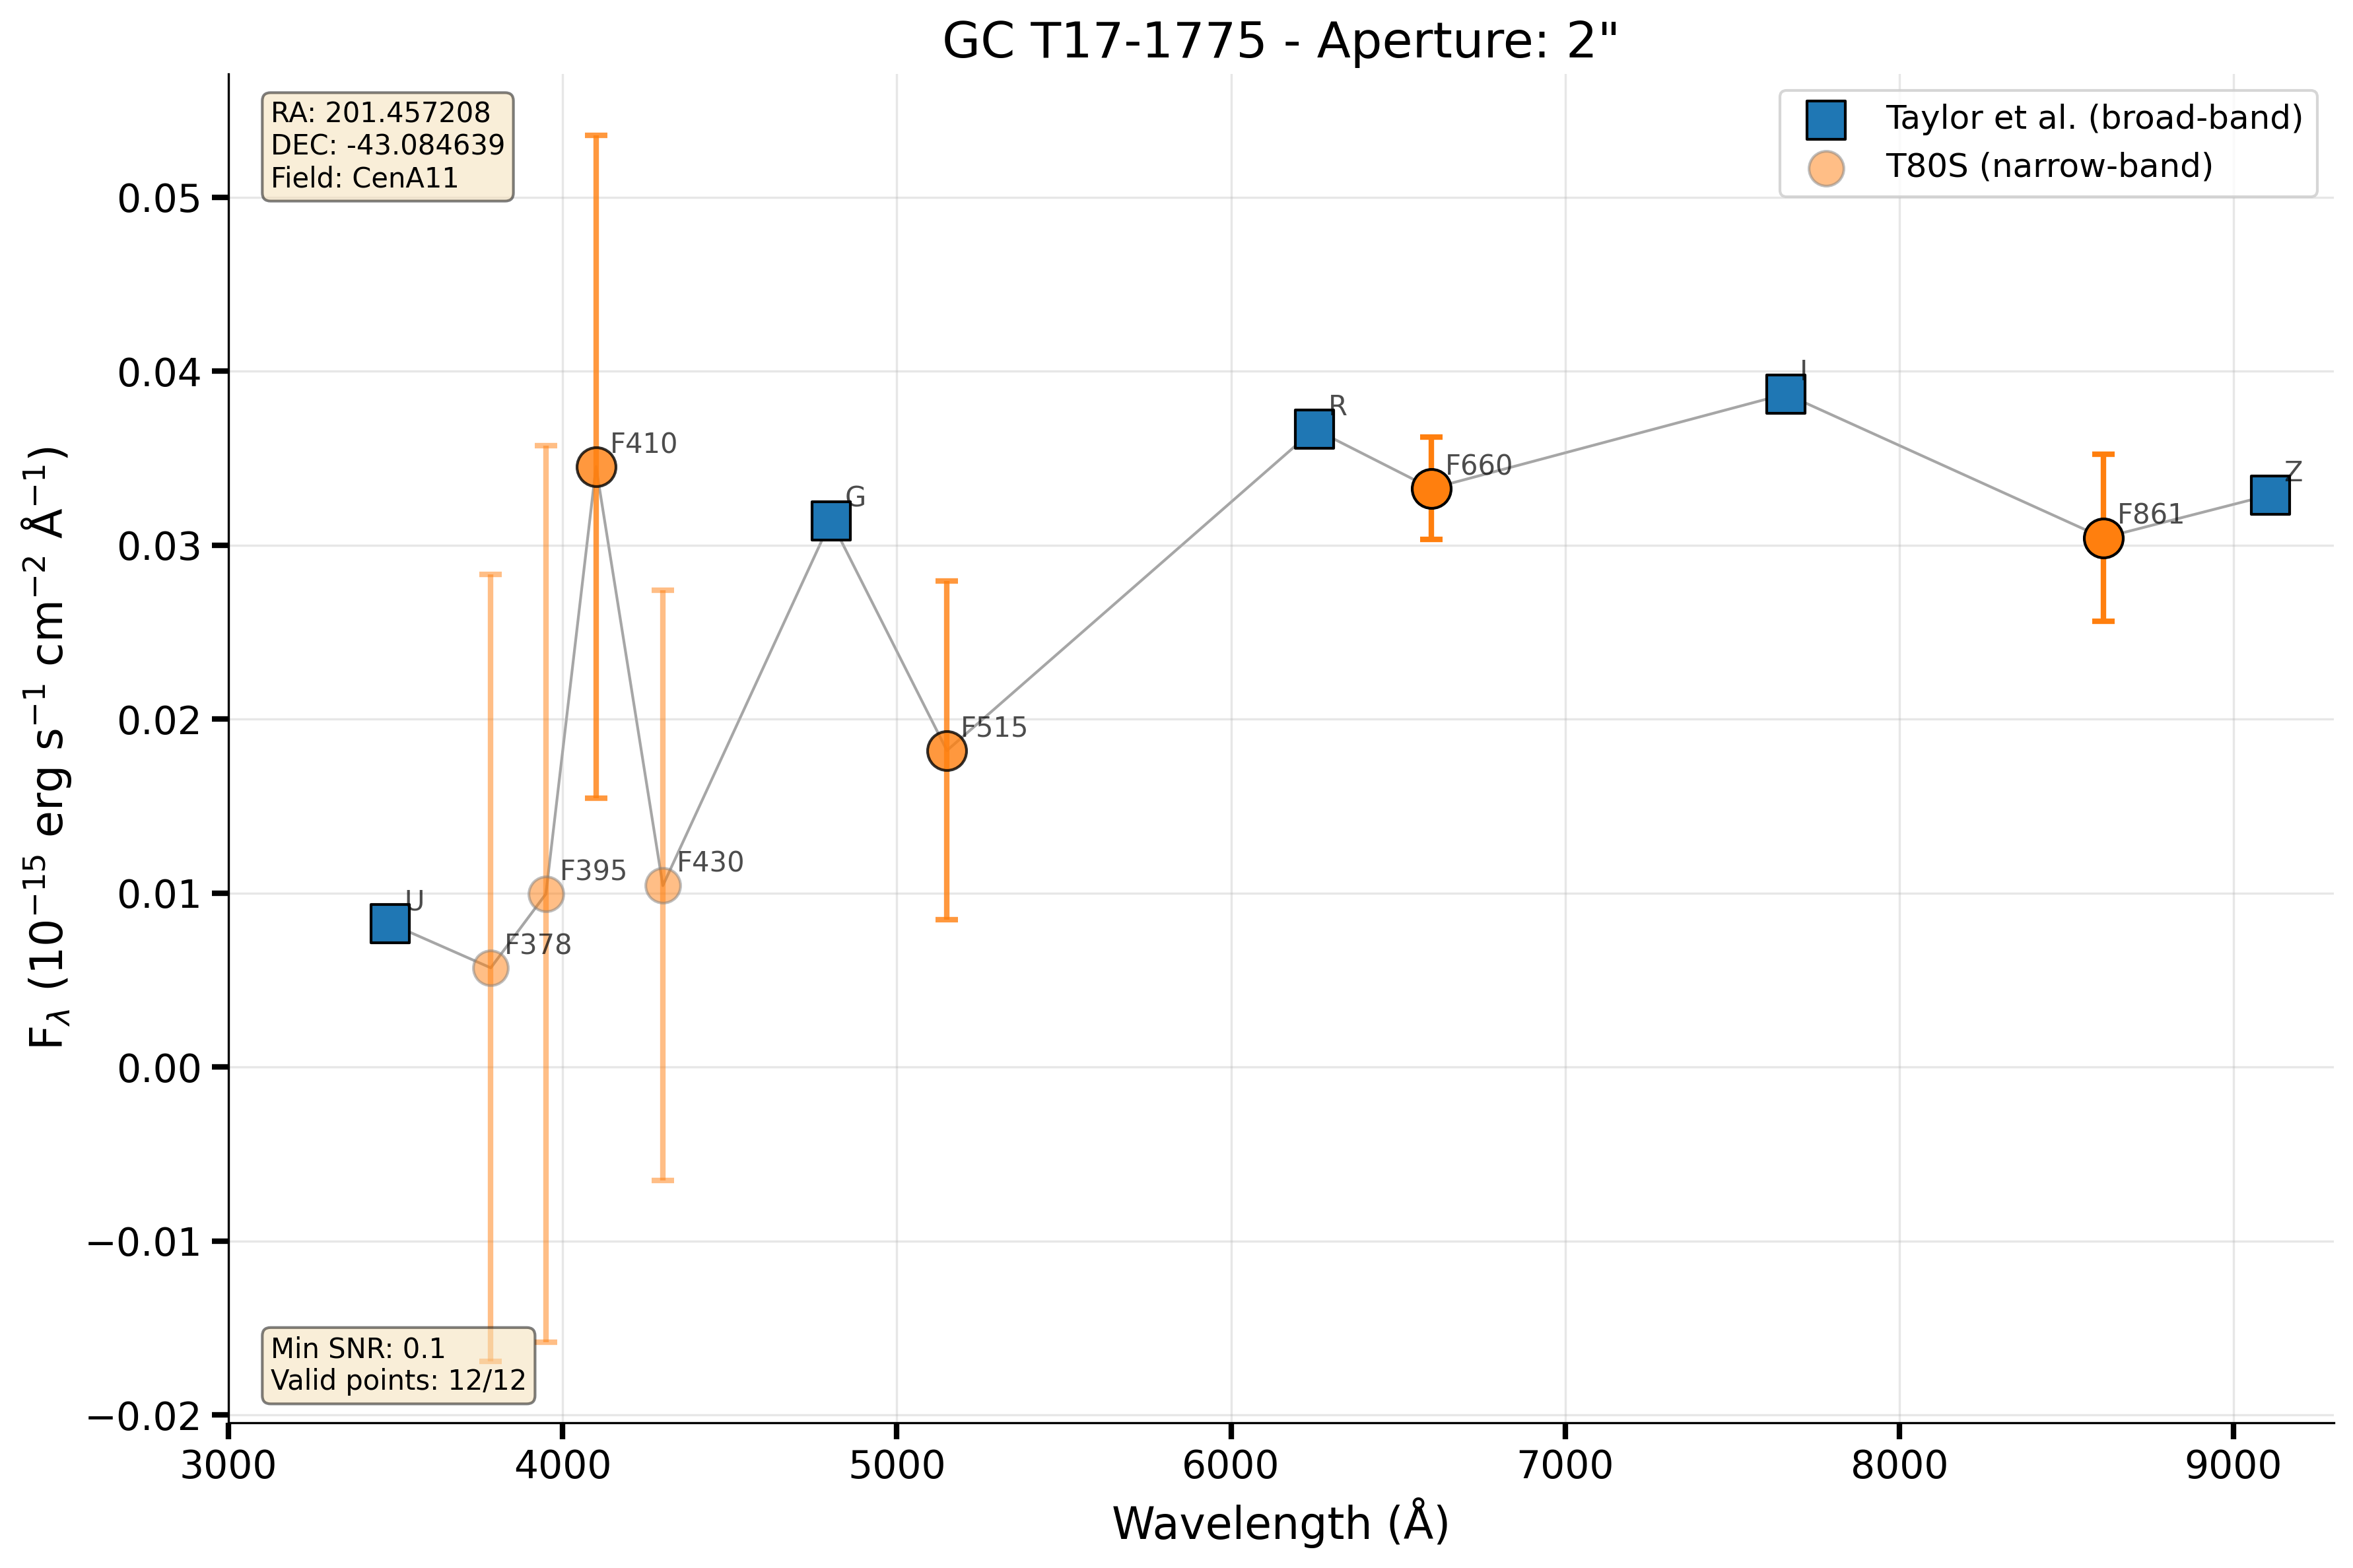 GC T17-1775 - Aperture: 2"
RA: 201.457208
DEC: -43.084639
Field: CenA11
Taylor et al. (broad-band)
T80S (narrow-band)
F_λ (10⁻¹⁵ erg s⁻¹ cm⁻² Å⁻¹)
0.05
0.04
0.03
0.02
0.01
0.00
−0.01
−0.02
U
F378
F395
F410
F430
G
F515
R
F660
I
F861
Z
Min SNR: 0.1
Valid points: 12/12
3000 4000 5000 6000 7000 8000 9000
Wavelength (Å)